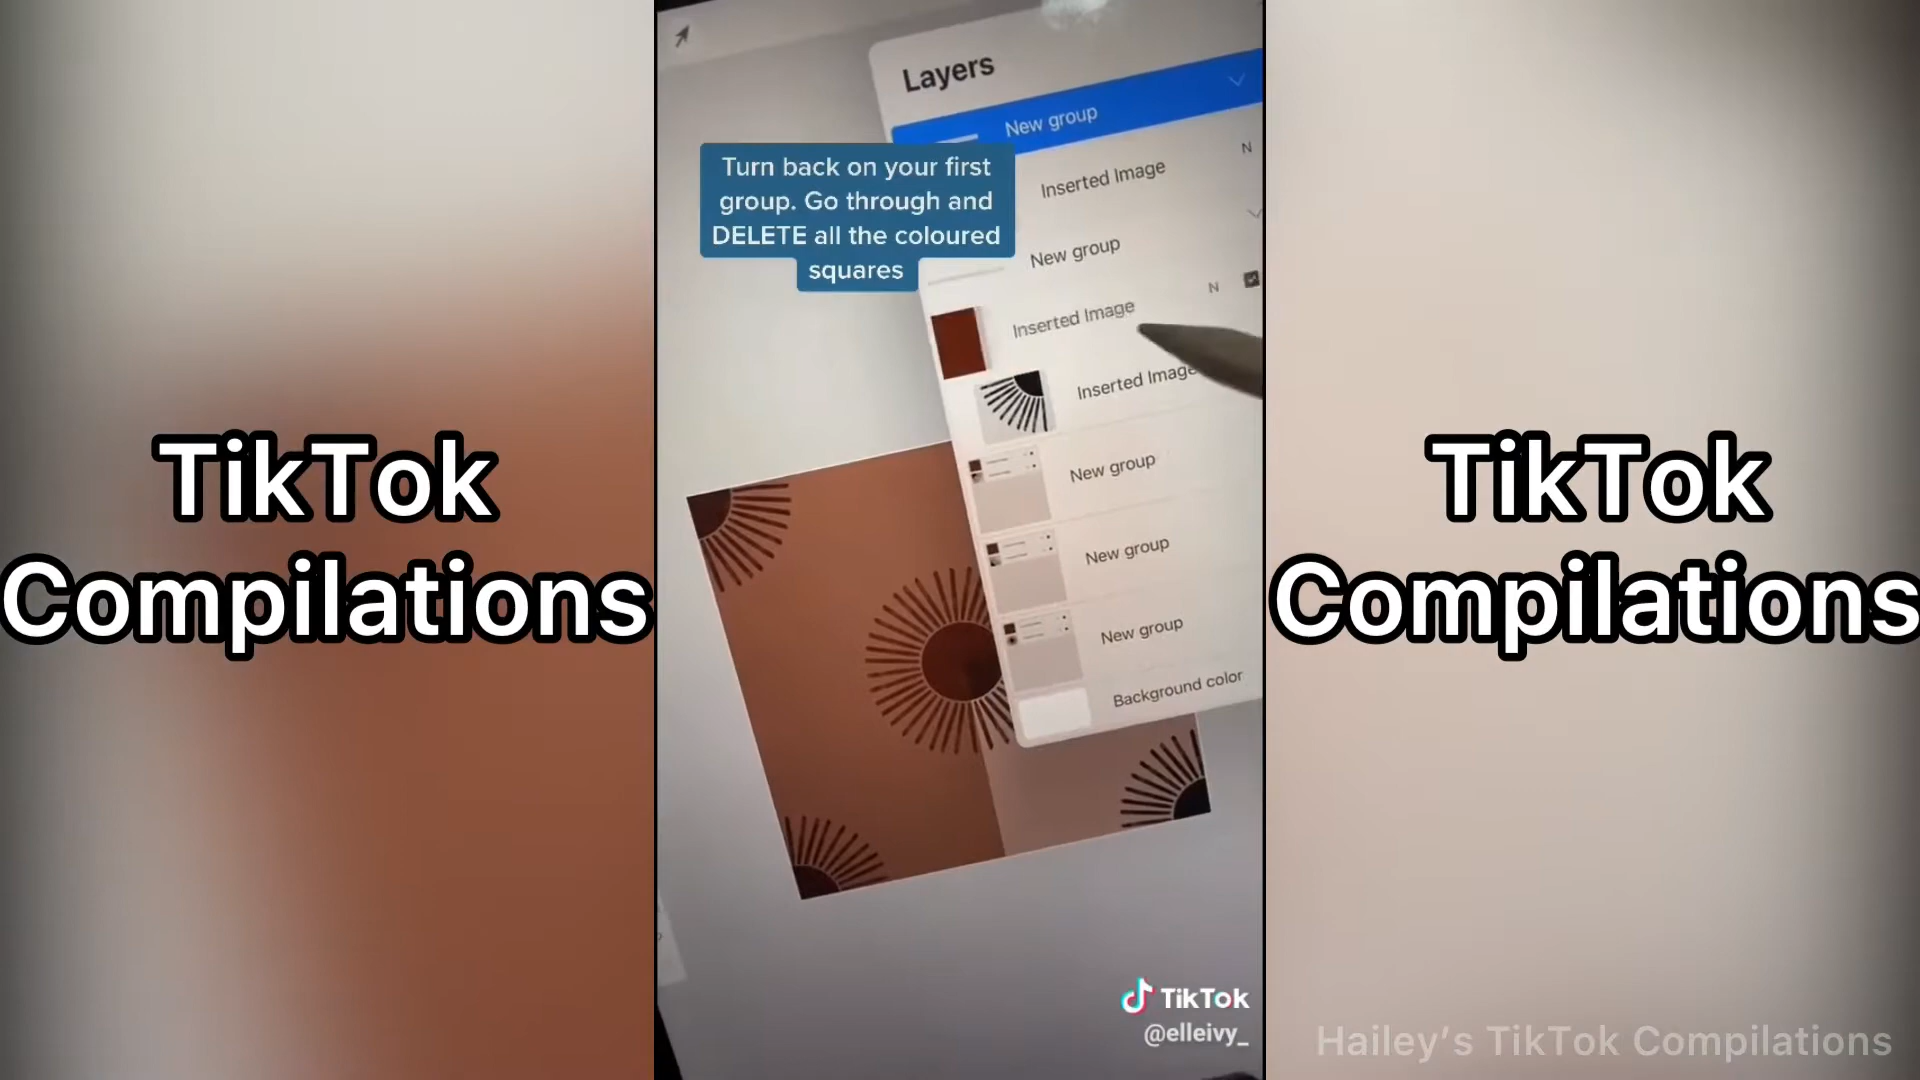 TikTok
Compilations
Layers
New group
Inserted Image
N
New group
Inserted Image
N
Inserted Image
New group
New group
New group
Background color
Turn back on your first
group. Go through and
DELETE all the coloured
squares
TikTok
@elleivy_
TikTok
Compilations
Hailey's TikTok Compilations